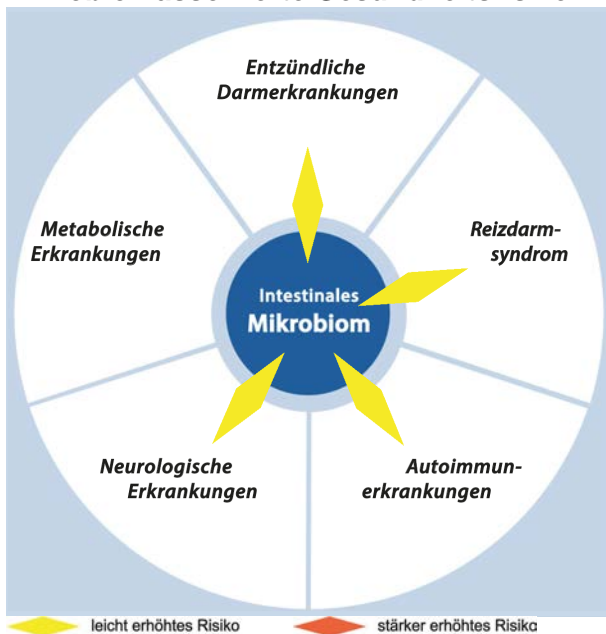 Entzündliche
Darmerkrankungen
Metabolische
Erkrankungen
Reizdarm-
syndrom
Intestinales
Mikrobiom
Neurologische
Erkrankungen
Autoimmun-
erkrankungen
leicht erhöhtes Risiko
stärker erhöhtes Risiko